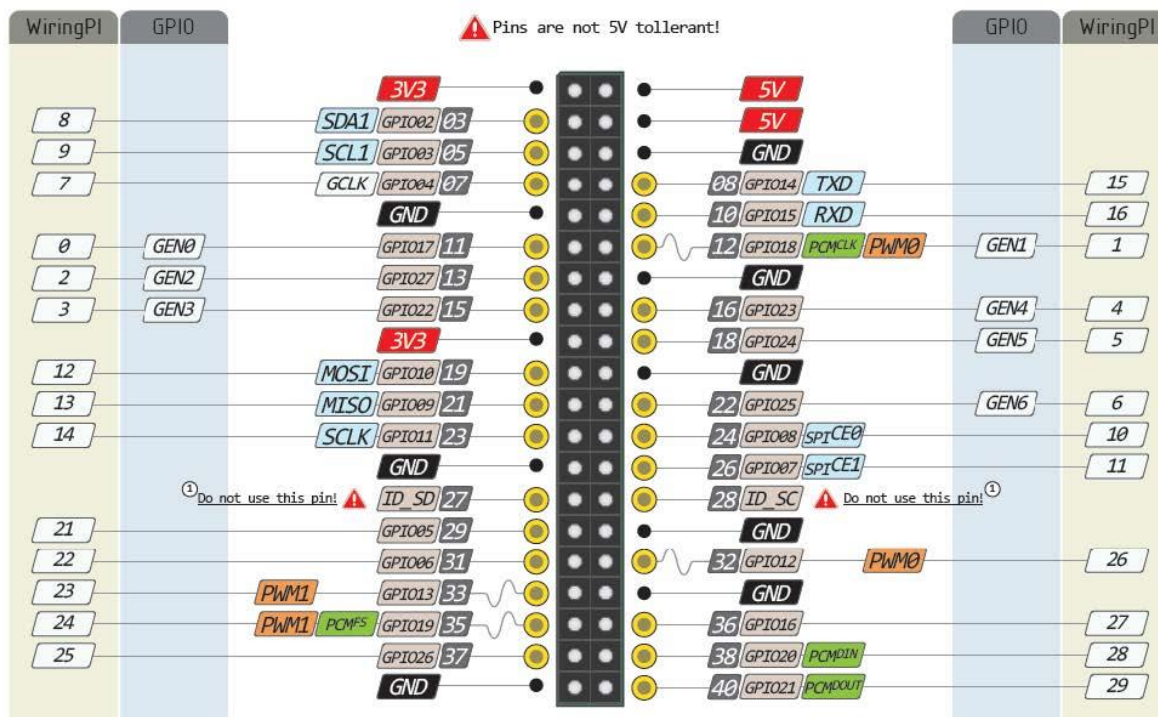 WiringPI GPIO Pins are not 5V tollerant! GPIO WiringPI
3V3 5V
8 SDA1 GPIO02 03 5V
9 SCL1 GPIO03 05 GND
7 GCLK GPIO04 07 08 GPIO14 TXD 15
GND 10 GPIO15 RXD 16
0 GEN0 GPIO17 11 12 GPIO18 PCMCLK PWM0 GEN1 1
2 GEN2 GPIO27 13 GND
3 GEN3 GPIO22 15 16 GPIO23 GEN4 4
3V3 18 GPIO24 GEN5 5
12 MOSI GPIO10 19 GND
13 MISO GPIO09 21 22 GPIO25 GEN6 6
14 SCLK GPIO11 23 24 GPIO08 SPICE0 10
GND 26 GPIO07 SPICE1 11
① Do not use this pin! ID_SD 27 28 ID_SC Do not use this pin! ①
21 GPIO05 29 GND
22 GPIO06 31 32 GPIO12 PWM0 26
23 PWM1 GPIO13 33 GND
24 PWM1 PCMFS GPIO19 35 36 GPIO16 27
25 GPIO26 37 38 GPIO20 PCMDIN 28
GND 40 GPIO21 PCMDOUT 29